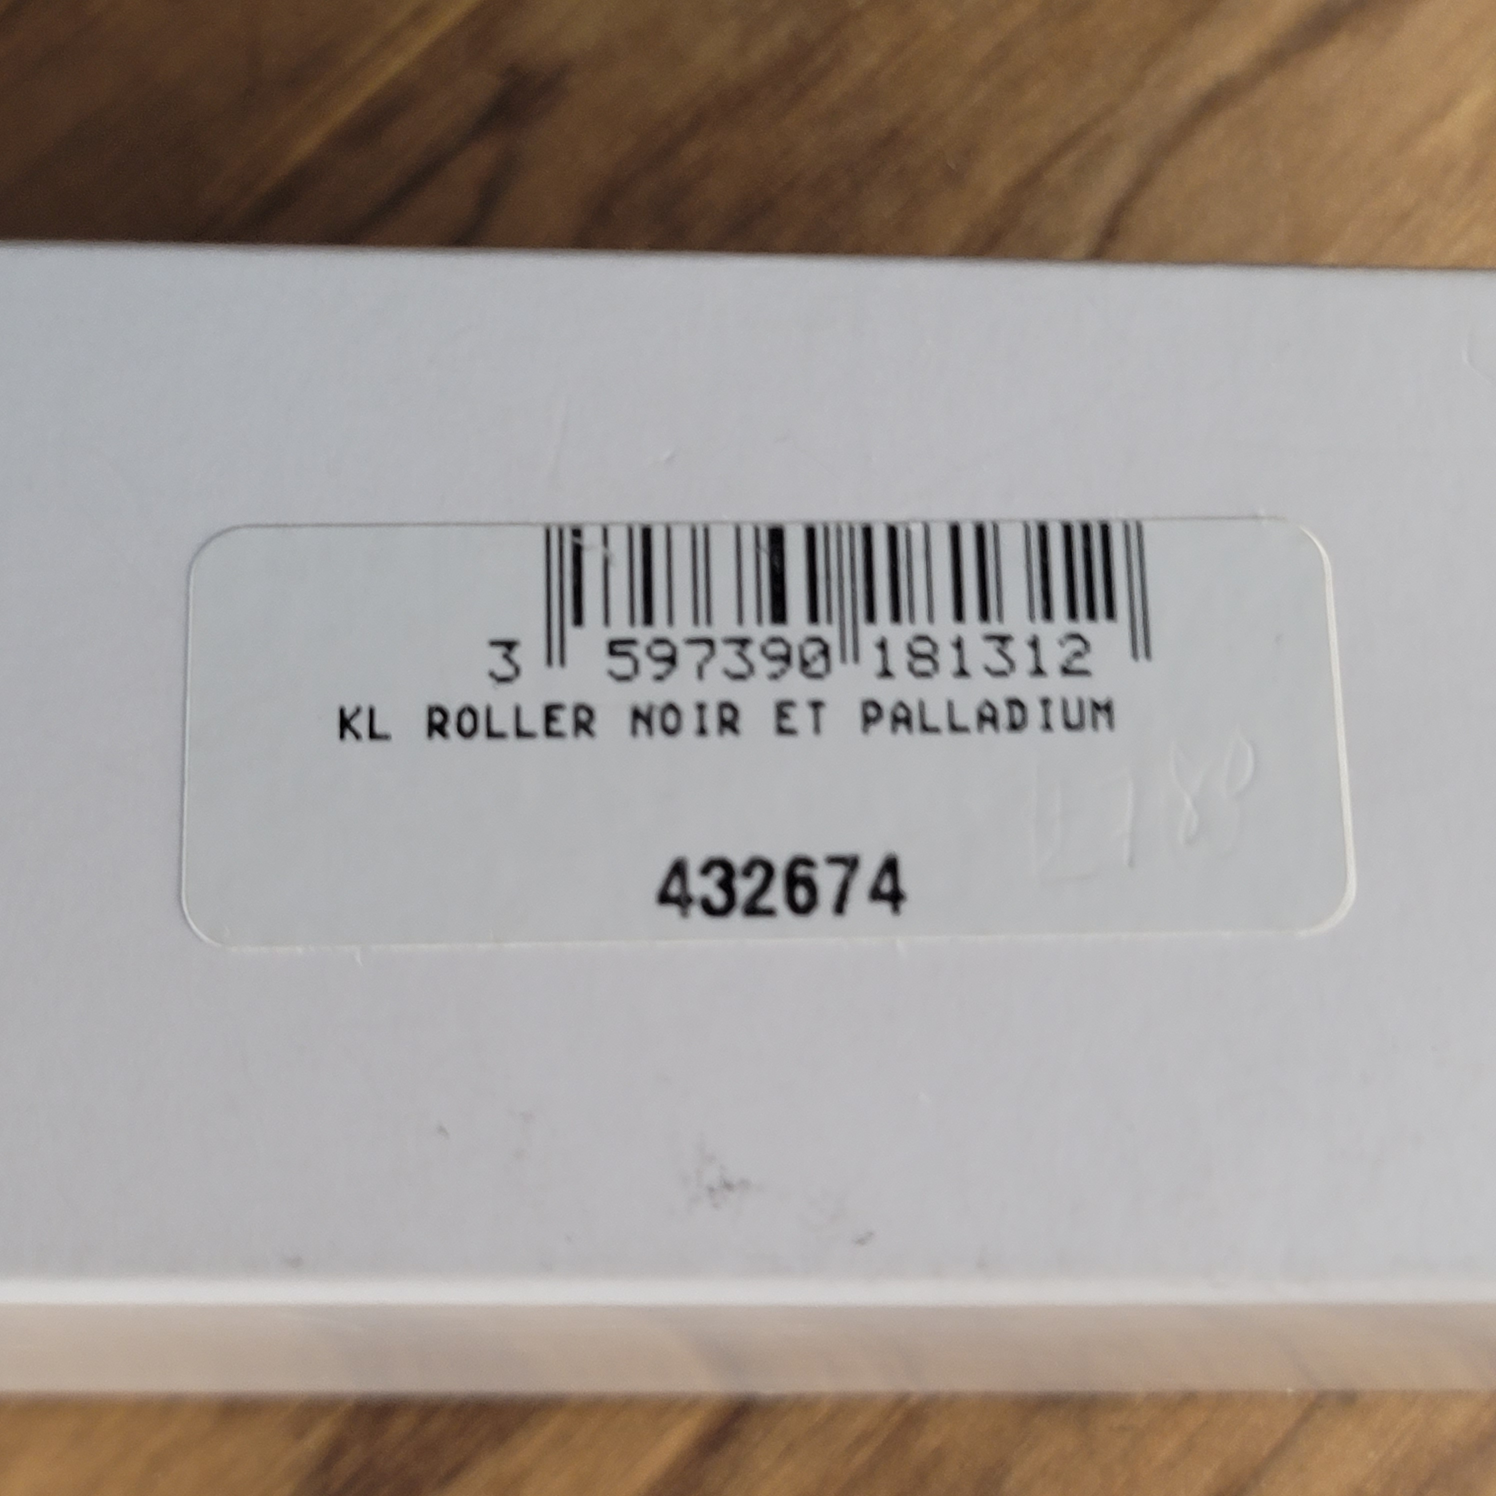 3 597390 181312
KL ROLLER NOIR ET PALLADIUM
432674